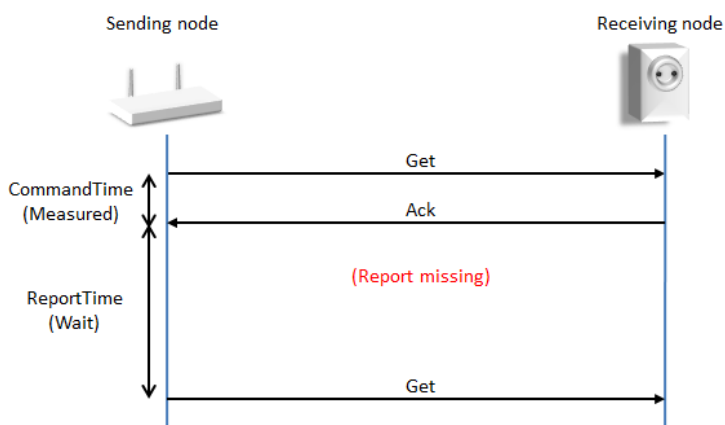 Sending node
Receiving node
Get
CommandTime
(Measured)
Ack
(Report missing)
ReportTime
(Wait)
Get